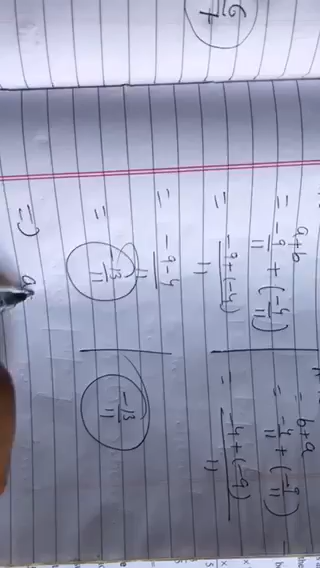 6/7
a+b | b+a
= -9/11 + (-4/11) | = -4/11 + (-9/11)
= -9+(-4)/11 | = -4+(-9)/11
= -9-4/11
= -13/11 | -13/11
=) a